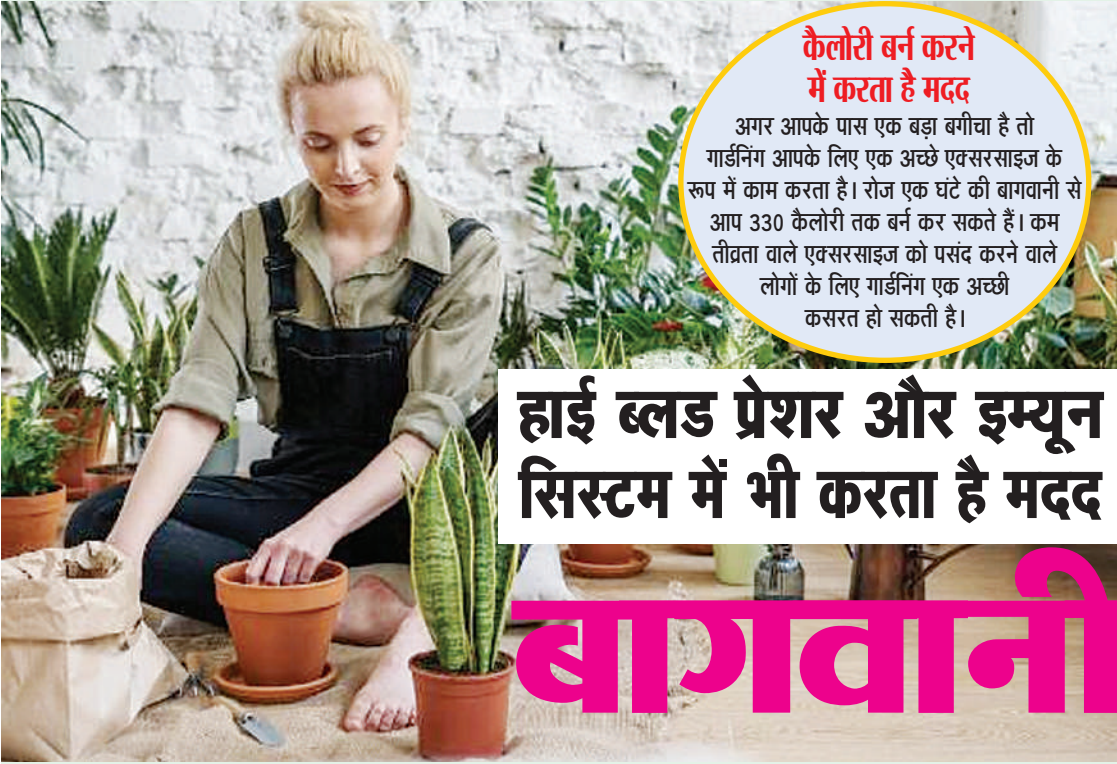 कैलोरी बर्न करने
में करता है मदद
अगर आपके पास एक बड़ा बगीचा है तो
गार्डनिंग आपके लिए एक अच्छे एक्सरसाइज के
रूप में काम करता है। रोज एक घंटे की बागवानी से
आप 330 कैलोरी तक बर्न कर सकते हैं। कम
तीव्रता वाले एक्सरसाइज को पसंद करने वाले
लोगों के लिए गार्डनिंग एक अच्छी
कसरत हो सकती है।
हाई ब्लड प्रेशर और इम्यून
सिस्टम में भी करता है मदद
बागवानी